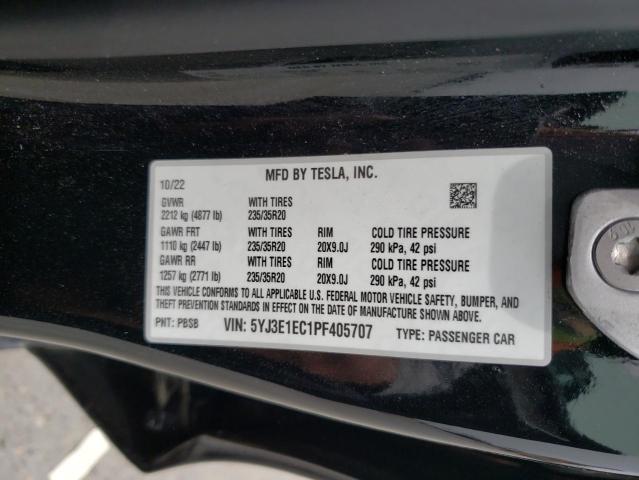 MFD BY TESLA, INC.
10/22
GVWR WITH TIRES
2212 kg (4877 lb) 235/35R20
GAWR FRT WITH TIRES RIM COLD TIRE PRESSURE
1110 kg (2447 lb) 235/35R20 20X9.0J 290 kPa, 42 psi
GAWR RR WITH TIRES RIM COLD TIRE PRESSURE
1257 kg (2771 lb) 235/35R20 20X9.0J 290 kPa, 42 psi
THIS VEHICLE CONFORMS TO ALL APPLICABLE U.S. FEDERAL MOTOR VEHICLE SAFETY, BUMPER, AND
THEFT PREVENTION STANDARDS IN EFFECT ON THE DATE OF MANUFACTURE SHOWN ABOVE.
PNT: PBSB VIN: 5YJ3E1EC1PF405707 TYPE: PASSENGER CAR